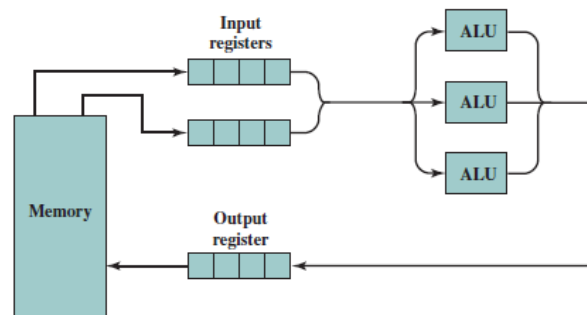 Input
registers
ALU
ALU
ALU
Memory
Output
register